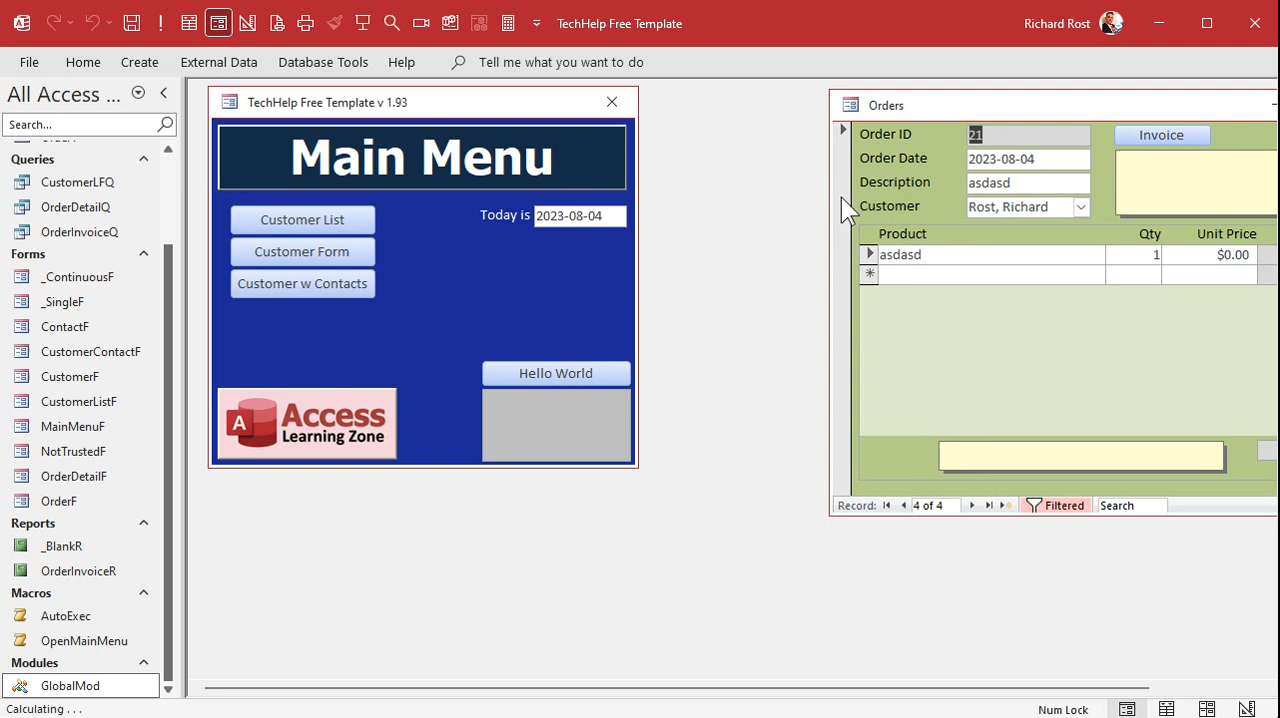 TechHelp Free Template
Richard Rost
File Home Create External Data Database Tools Help Tell me what you want to do
All Access ...
Search...
Queries
CustomerLFQ
OrderDetailQ
OrderInvoiceQ
Forms
_ContinuousF
_SingleF
ContactF
CustomerContactF
CustomerF
CustomerListF
MainMenuF
NotTrustedF
OrderDetailF
OrderF
Reports
_BlankR
OrderInvoiceR
Macros
AutoExec
OpenMainMenu
Modules
GlobalMod
TechHelp Free Template v 1.93
Main Menu
Customer List
Today is 2023-08-04
Customer Form
Customer w Contacts
Hello World
A Access
Learning Zone
Orders
Order ID 21 Invoice
Order Date 2023-08-04
Description asdasd
Customer Rost, Richard
Product Qty Unit Price
asdasd 1 $0.00
Record: 4 of 4 Filtered Search
Calculating . . .
Num Lock